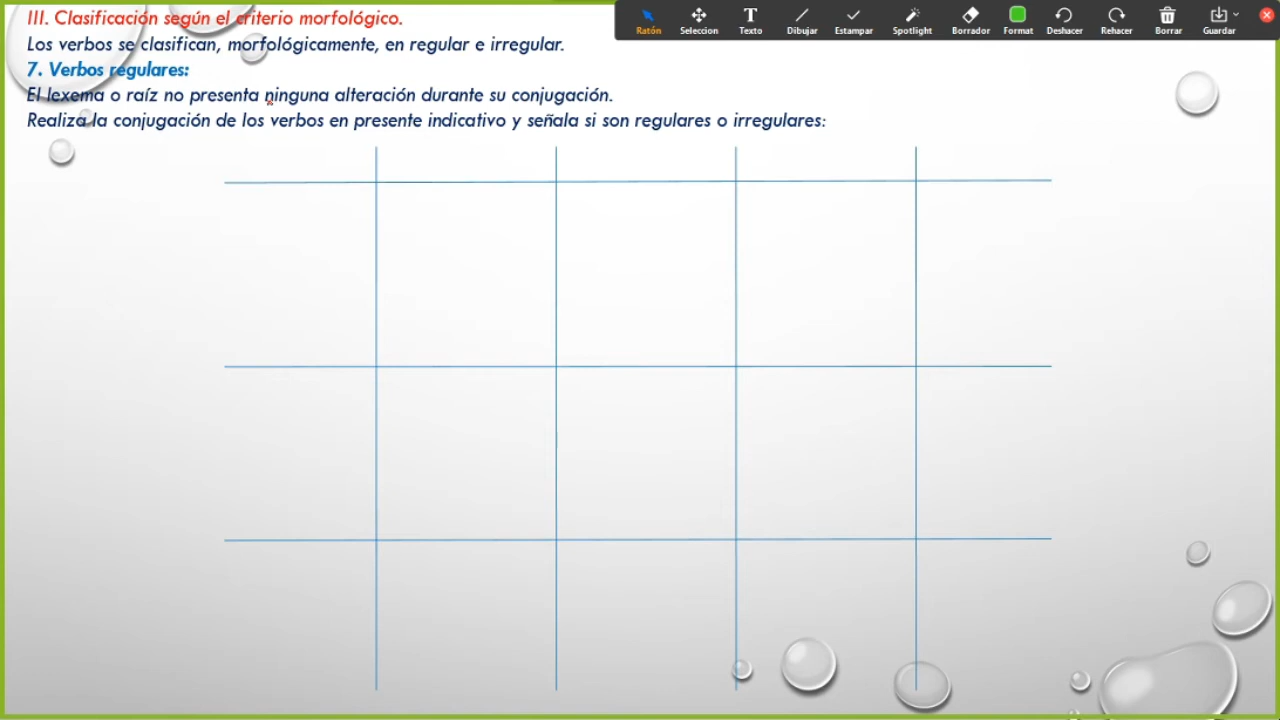 III. Clasificación según el criterio morfológico.
Los verbos se clasifican, morfológicamente, en regular e irregular.
7. Verbos regulares:
El lexema o raíz no presenta ninguna alteración durante su conjugación.
Realiza la conjugación de los verbos en presente indicativo y señala si son regulares o irregulares:
Ratón Seleccion Texto Dibujar Estampar Spotlight Borrador Format Deshacer Rehacer Borrar Guardar